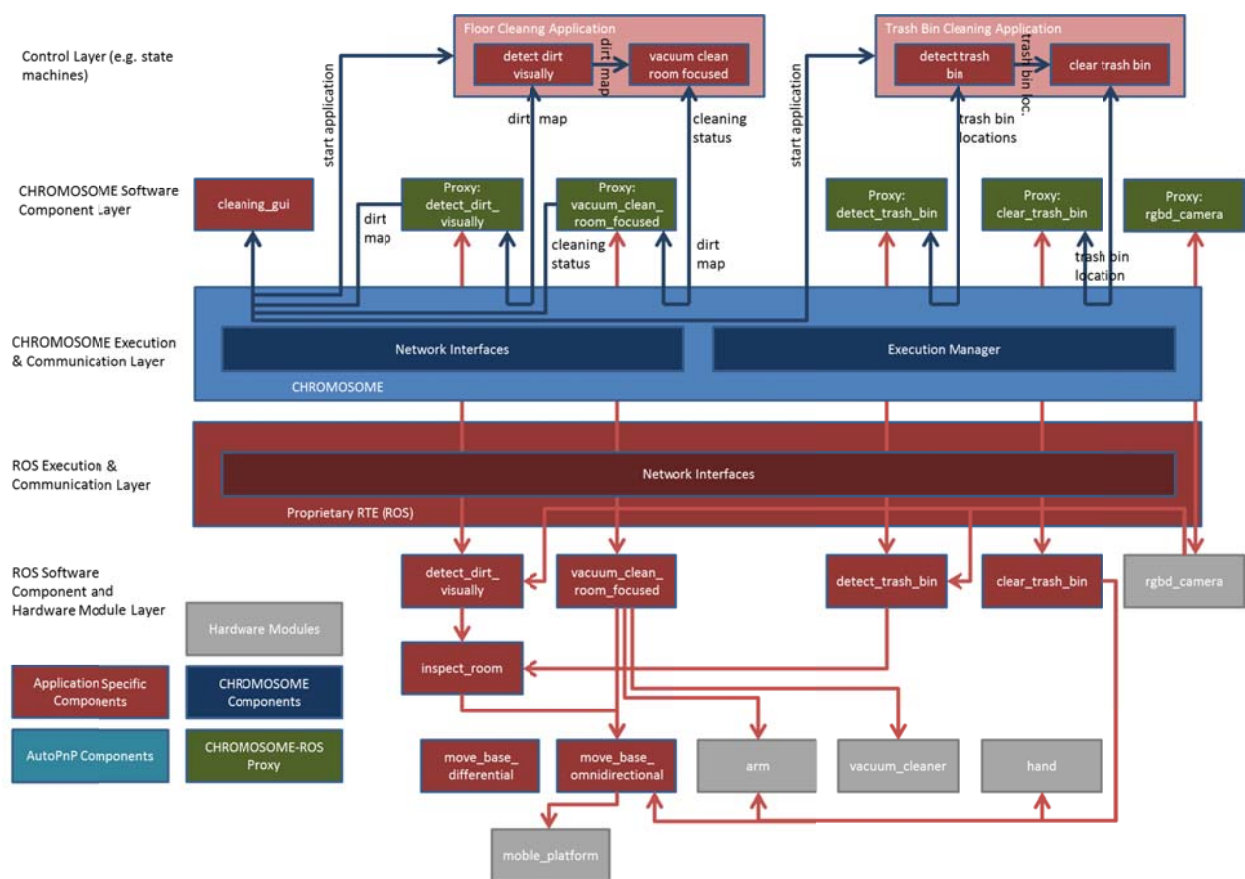 Control Layer (e.g. state
machines)
Floor Cleaning Application
detect dirt
visually
dirt map
vacuum clean
room focused
Trash Bin Cleaning Application
detect trash
bin
trash bin loc.
clear trash bin
start application
dirt map
cleaning
status
start application
trash bin
locations
CHROMOSOME Software
Component Layer
cleaning_gui
dirt
map
Proxy:
detect_dirt_
visually
cleaning
status
Proxy:
vacuum_clean_
room_focused
dirt
map
Proxy:
detect_trash_bin
Proxy:
clear_trash_bin
trash bin
location
Proxy:
rgbd_camera
CHROMOSOME Execution
& Communication Layer
Network Interfaces
Execution Manager
CHROMOSOME
ROS Execution &
Communication Layer
Network Interfaces
Proprietary RTE (ROS)
ROS Software
Component and
Hardware Module Layer
detect_dirt_
visually
vacuum_clean_
room_focused
detect_trash_bin
clear_trash_bin
rgbd_camera
Hardware Modules
inspect_room
Application Specific
Components
CHROMOSOME
Components
AutoPnP Components
CHROMOSOME-ROS
Proxy
move_base_
differential
move_base_
omnidirectional
arm
vacuum_cleaner
hand
moble_platform